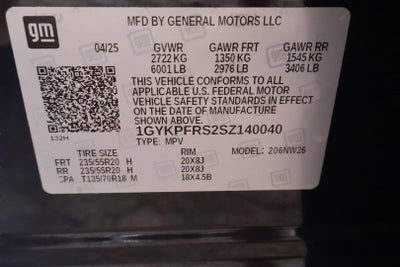 gm
MFD BY GENERAL MOTORS LLC
04/25 GVWR GAWR FRT GAWR RR
2722 KG 1350 KG 1545 KG
6001 LB 2976 LB 3406 LB
THIS VEHICLE CONFORMS TO ALL
APPLICABLE U.S. FEDERAL MOTOR
VEHICLE SAFETY STANDARDS IN EFFECT
ON THE DATE OF MANUFACTURE SHOWN ABOVE.
1GYKPFRS2SZ140040
132H
TYPE: MPV MODEL: 206NW26
TIRE SIZE RIM
FRT 235/55R20 H 20X8J
RR 235/55R20 H 20X8J
CPA T135/70R18 M 18X4.5B